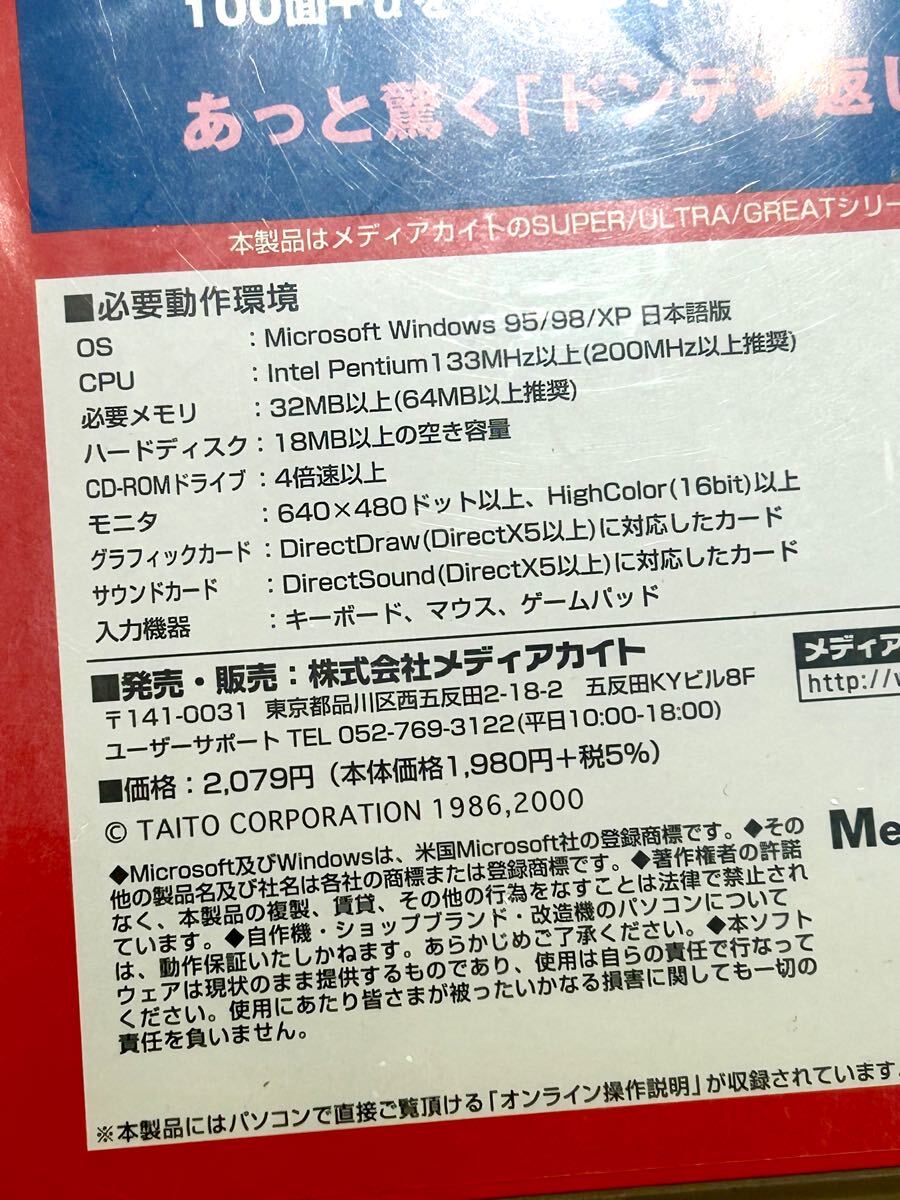 100面+αを
あっと驚く「ドンデン返し
本製品はメディアカイトのSUPER/ULTRA/GREATシリー
■必要動作環境
OS :Microsoft Windows 95/98/XP 日本語版
CPU :Intel Pentium133MHz以上(200MHz以上推奨)
必要メモリ :32MB以上(64MB以上推奨)
ハードディスク:18MB以上の空き容量
CD-ROMドライブ:4倍速以上
モニタ :640×480ドット以上、HighColor(16bit)以上
グラフィックカード:DirectDraw(DirectX5以上)に対応したカード
サウンドカード :DirectSound(DirectX5以上)に対応したカード
入力機器 :キーボード、マウス、ゲームパッド
■発売・販売:株式会社メディアカイト
〒141-0031 東京都品川区西五反田2-18-2 五反田KYビル8F
ユーザーサポート TEL 052-769-3122(平日10:00-18:00)
メディア
http://
■価格:2,079円(本体価格1,980円+税5%)
© TAITO CORPORATION 1986,2000
Me
◆Microsoft及びWindowsは、米国Microsoft社の登録商標です。◆その
他の製品名及び社名は各社の商標または登録商標です。◆著作権者の許諾
なく、本製品の複製、賃貸、その他の行為をなすことは法律で禁止され
ています。◆自作機・ショップブランド・改造機のパソコンについて
は、動作保証いたしかねます。あらかじめご了承ください。◆本ソフト
ウェアは現状のまま提供するものであり、使用は自らの責任で行なって
ください。使用にあたり皆さまが被ったいかなる損害に関しても一切の
責任を負いません。
※本製品にはパソコンで直接ご覧頂ける「オンライン操作説明」が収録されています。